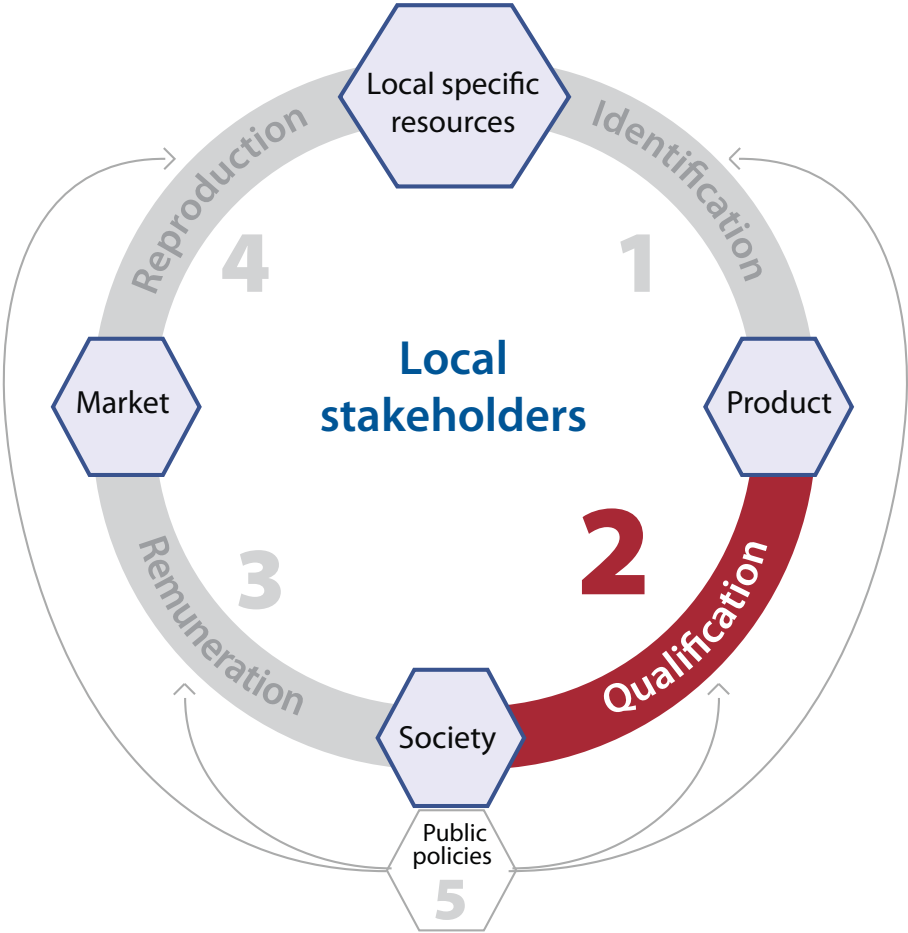 Local specific
resources
Identification
1
Product
2
Qualification
Society
3
Remuneration
Market
4
Reproduction
Local
stakeholders
Public
policies
5